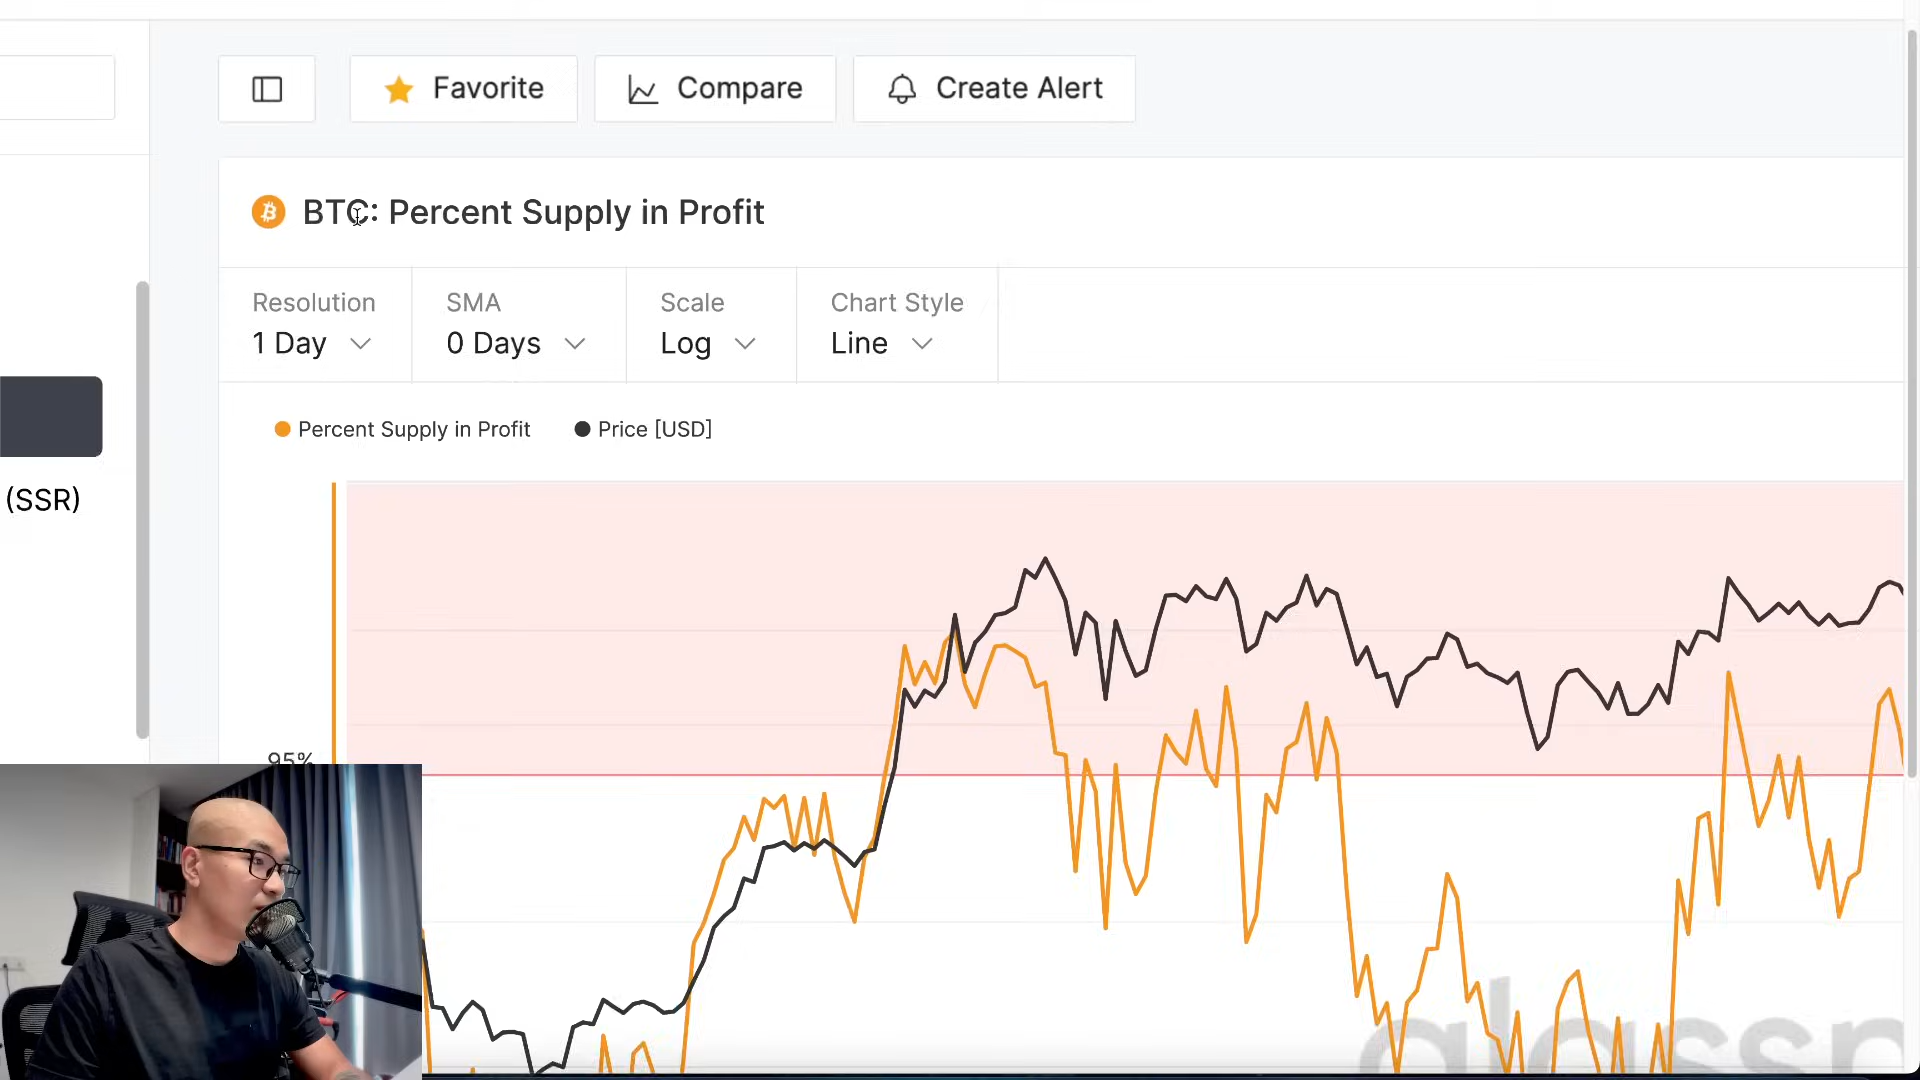 Favorite
Compare
Create Alert
BTC: Percent Supply in Profit
Resolution
SMA
Scale
Chart Style
1 Day
0 Days
Log
Line
Percent Supply in Profit
Price [USD]
(SSR)
95%